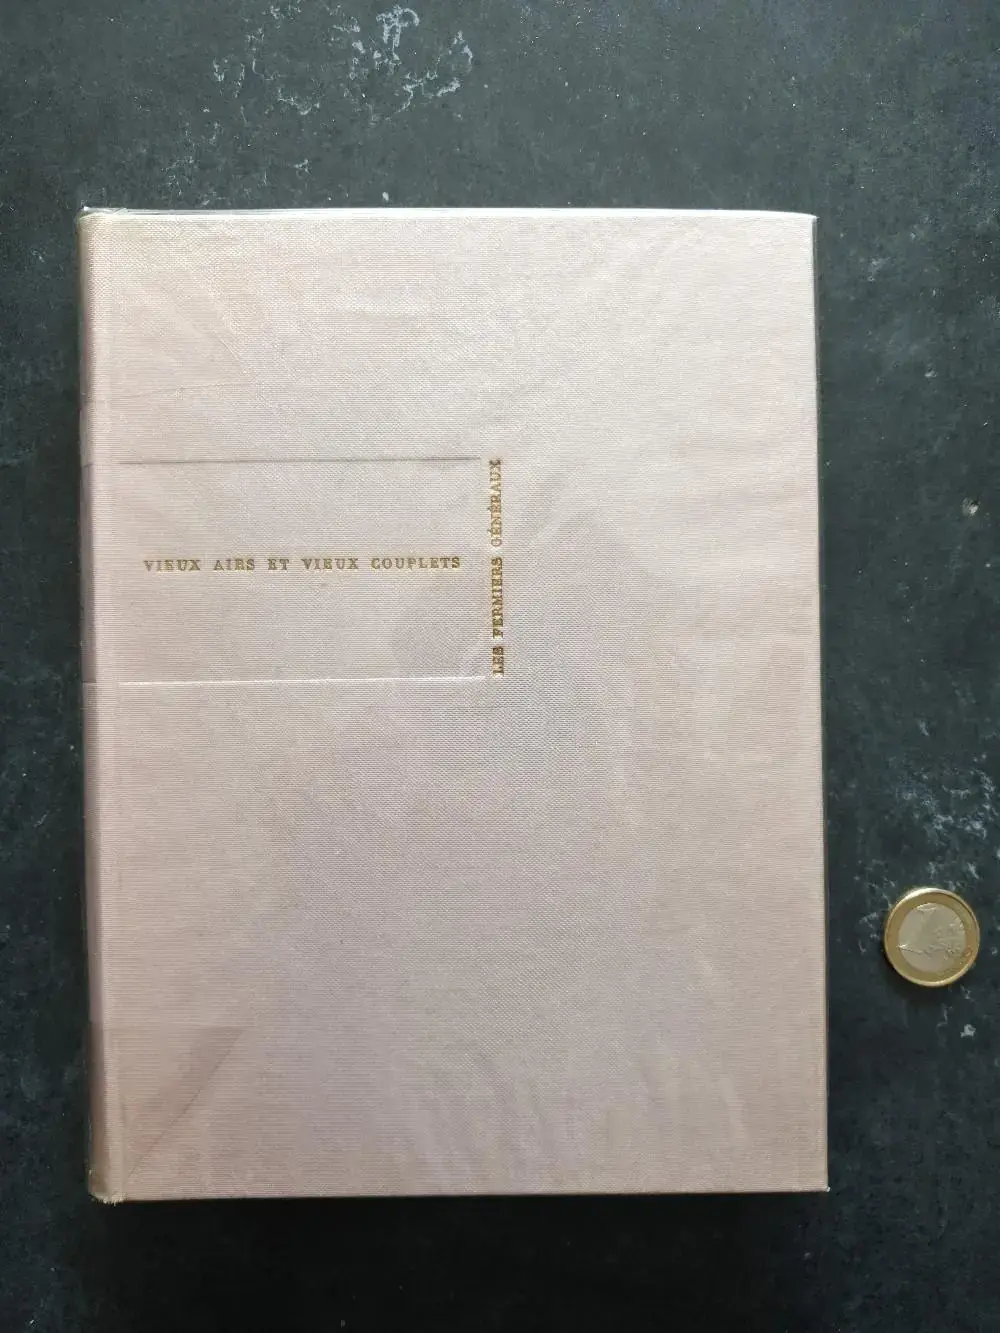 VIEUX AIRS ET VIEUX COUPLETS
LES FERMIERS GÉNÉRAUX